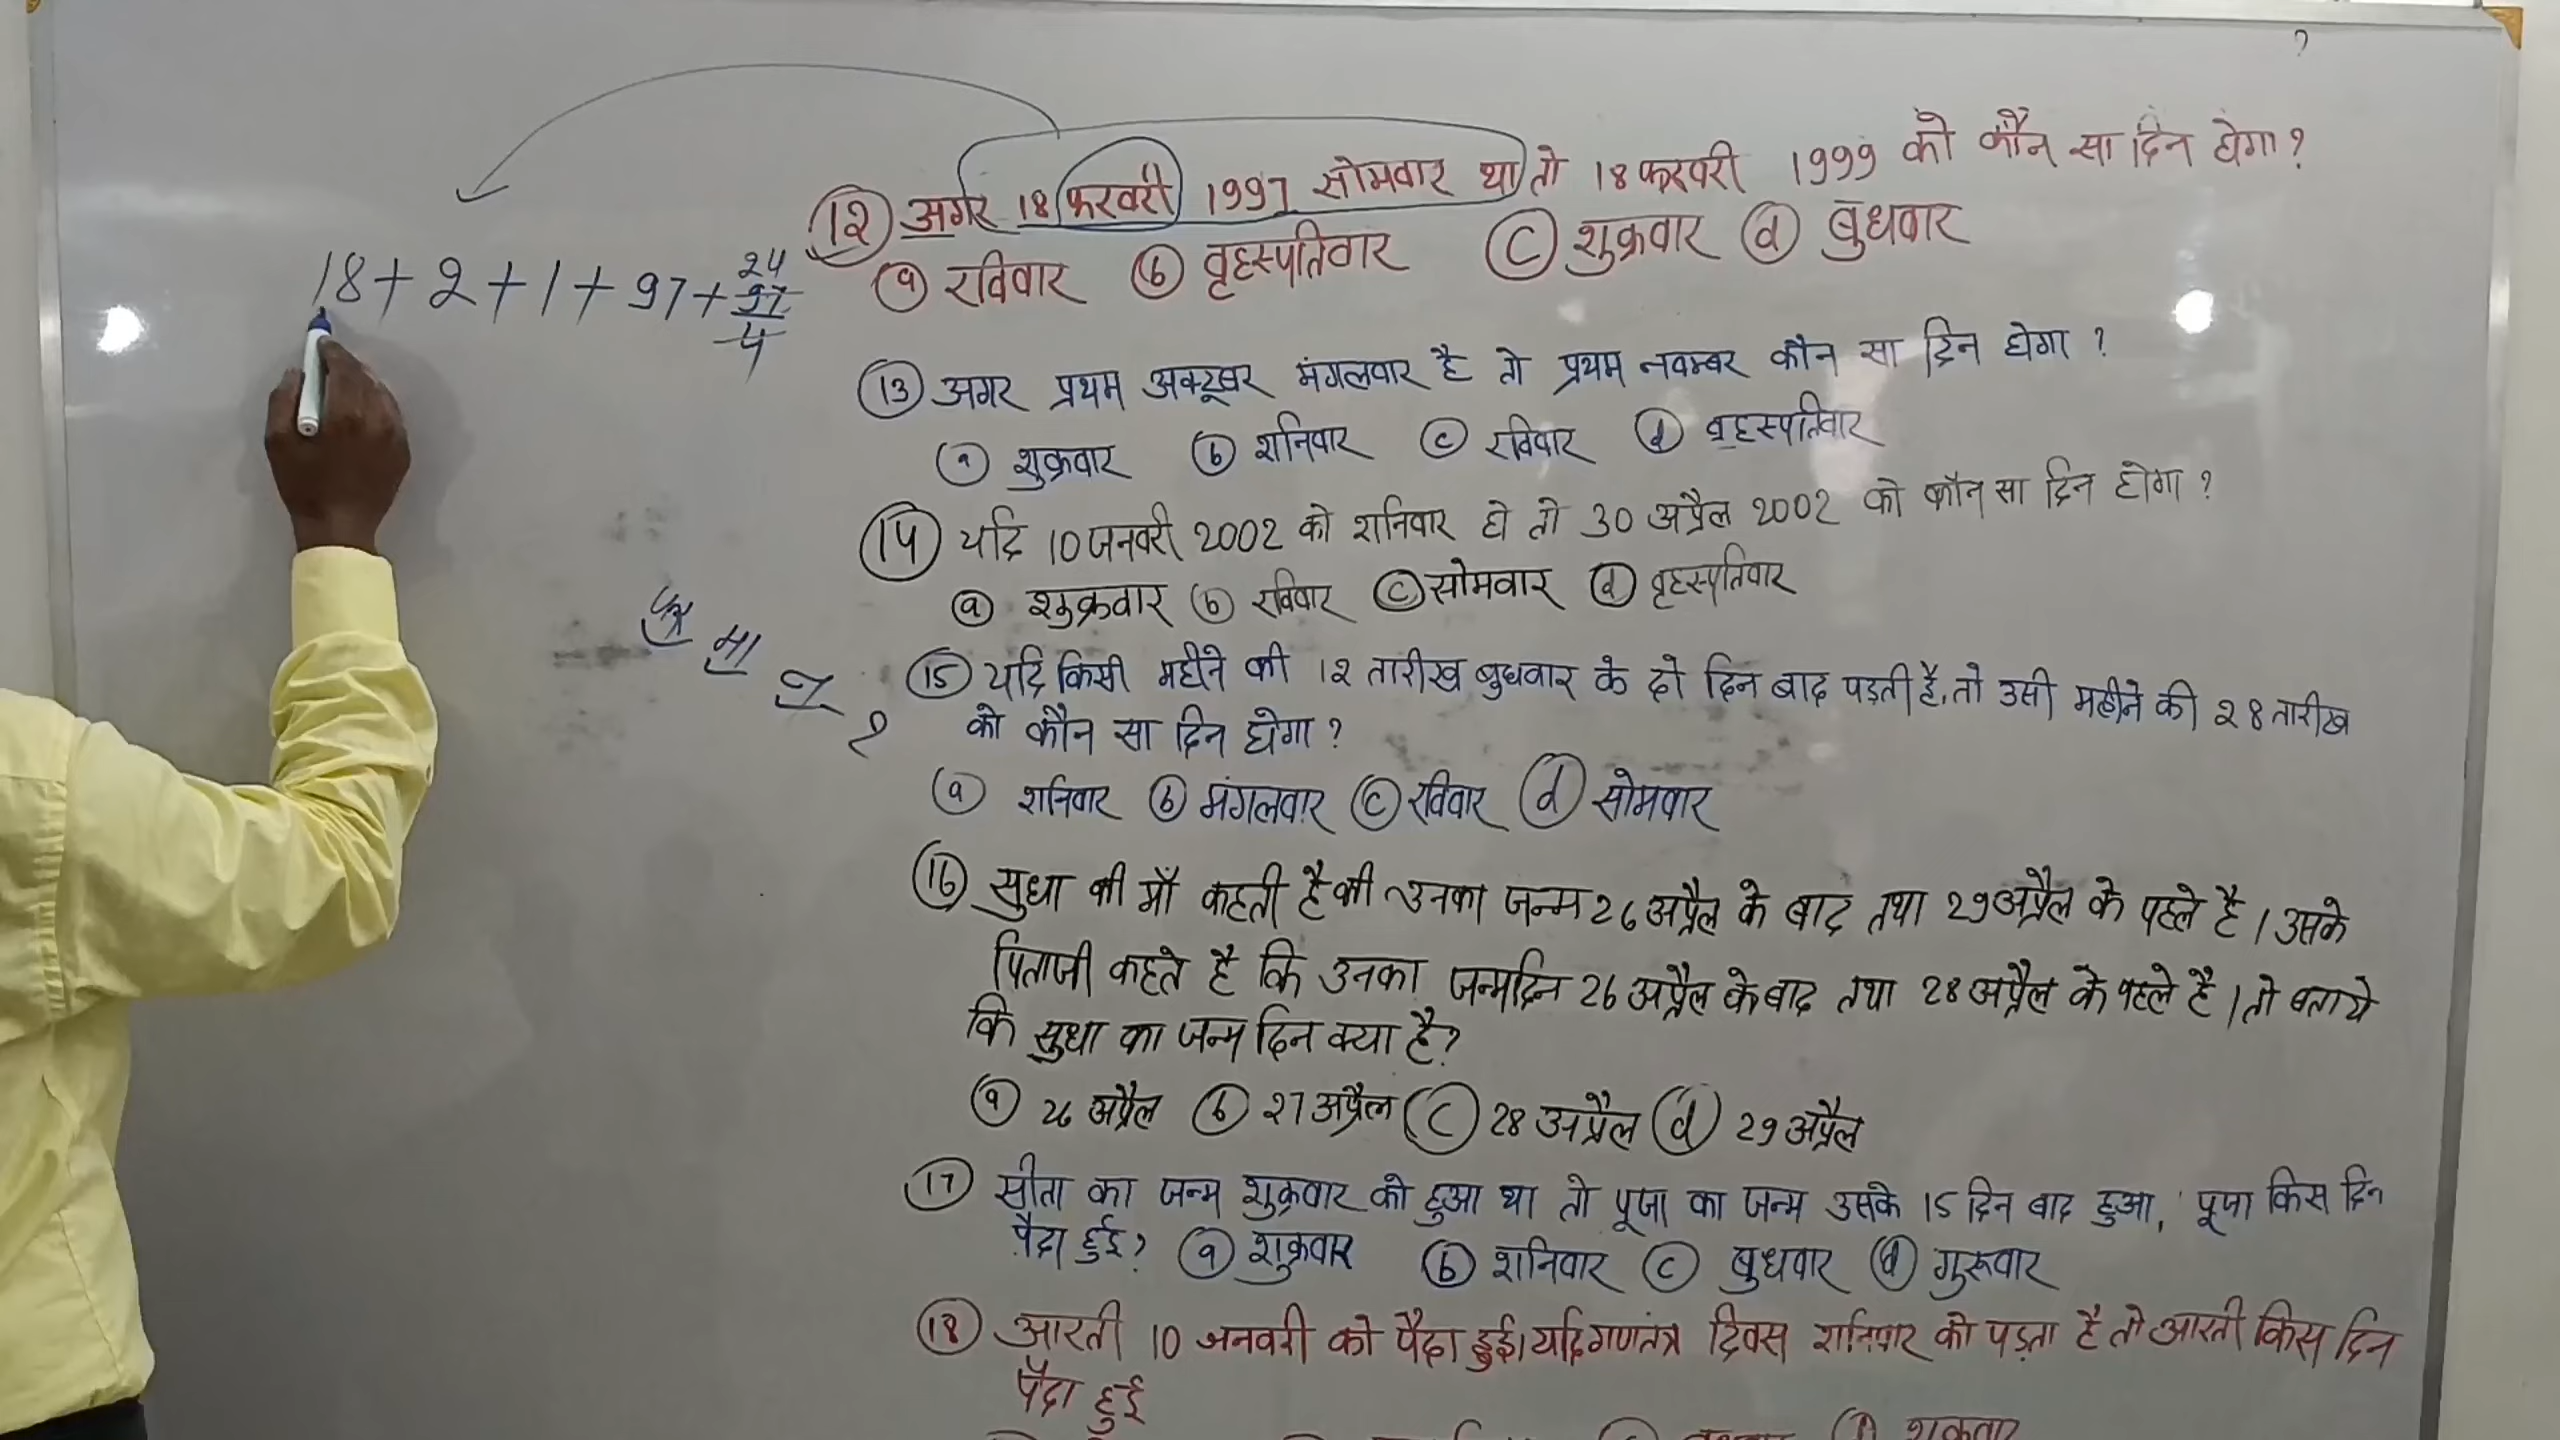 ?
18 + 2 + 1 + 97 + 24
97
4
(12) अगर 18 फरवरी 1997 सोमवार था तो 18 फरवरी 1999 को कौन सा दिन होगा ?
(a) रविवार (b) वृहस्पतिवार (c) शुक्रवार (d) बुधवार
(13) अगर प्रथम अक्टूबर मंगलवार है तो प्रथम नवम्बर कौन सा दिन होगा ?
(a) शुक्रवार (b) शनिवार (c) रविवार (d) वृहस्पतिवार
(14) यदि 10 जनवरी 2002 को शनिवार हो तो 30 अप्रैल 2002 को कौन सा दिन होगा ?
(a) शुक्रवार (b) रविवार (c) सोमवार (d) वृहस्पतिवार
मा
(15) यदि किसी महीने की 12 तारीख बुधवार के दो दिन बाद पड़ती है, तो उसी महीने की 28 तारीख
को कौन सा दिन होगा ?
(a) शनिवार (b) मंगलवार (c) रविवार (d) सोमवार
(16) सुधा की माँ कहती है की उनका जन्म 26 अप्रैल के बाद तथा 29 अप्रैल के पहले है । उसके
पिताजी कहते है कि उनका जन्मदिन 26 अप्रैल के बाद तथा 28 अप्रैल के पहले है । तो बताये
कि सुधा का जन्म दिन क्या है ?
(a) 26 अप्रैल (b) 27 अप्रैल (c) 28 अप्रैल (d) 29 अप्रैल
(17) सीता का जन्म शुक्रवार को हुआ था तो पूजा का जन्म उसके 15 दिन बाद हुआ, पूजा किस दिन
पैदा हुई ? (a) शुक्रवार (b) शनिवार (c) बुधवार (d) गुरूवार
(18) आरती 10 जनवरी को पैदा हुई। यदि गणतंत्र दिवस शनिवार को पड़ता है तो आरती किस दिन
पैदा हुई
शुक्रवार